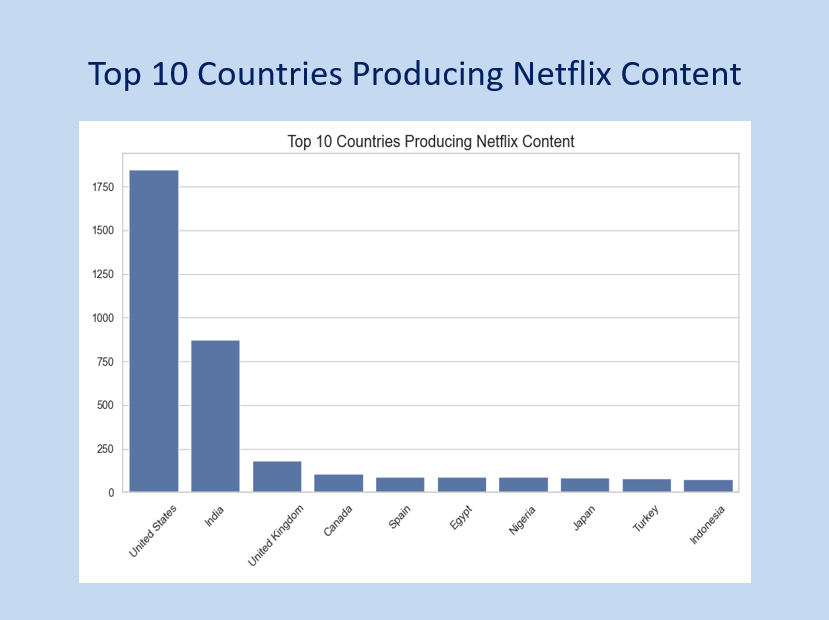 Top 10 Countries Producing Netflix Content
Top 10 Countries Producing Netflix Content
1750
1500
1250
1000
750
500
250
0
United States
India
United Kingdom
Canada
Spain
Egypt
Nigeria
Japan
Turkey
Indonesia